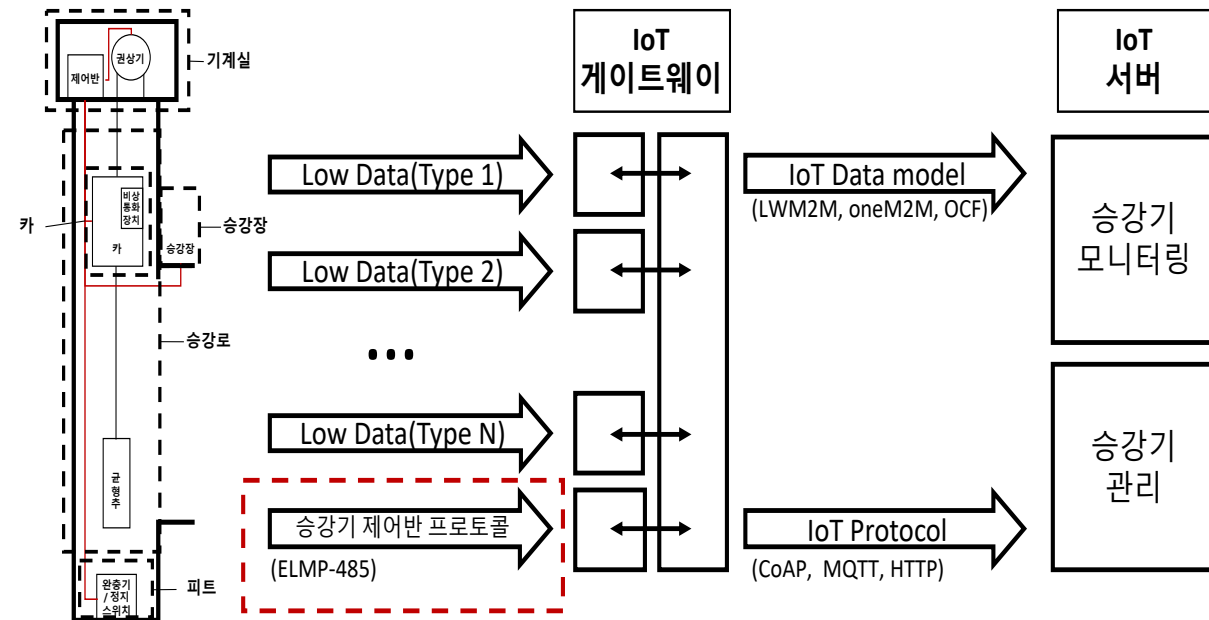 기계실
권상기
제어반
비상
통화
장치
카
카
승강장
승강장
승강로
균
형
추
완충기
/ 정지
스위치
피트
Low Data(Type 1)
Low Data(Type 2)
...
Low Data(Type N)
승강기 제어반 프로토콜
(ELMP-485)
IoT
게이트웨이
IoT Data model
(LWM2M, oneM2M, OCF)
IoT Protocol
(CoAP, MQTT, HTTP)
IoT
서버
승강기
모니터링
승강기
관리